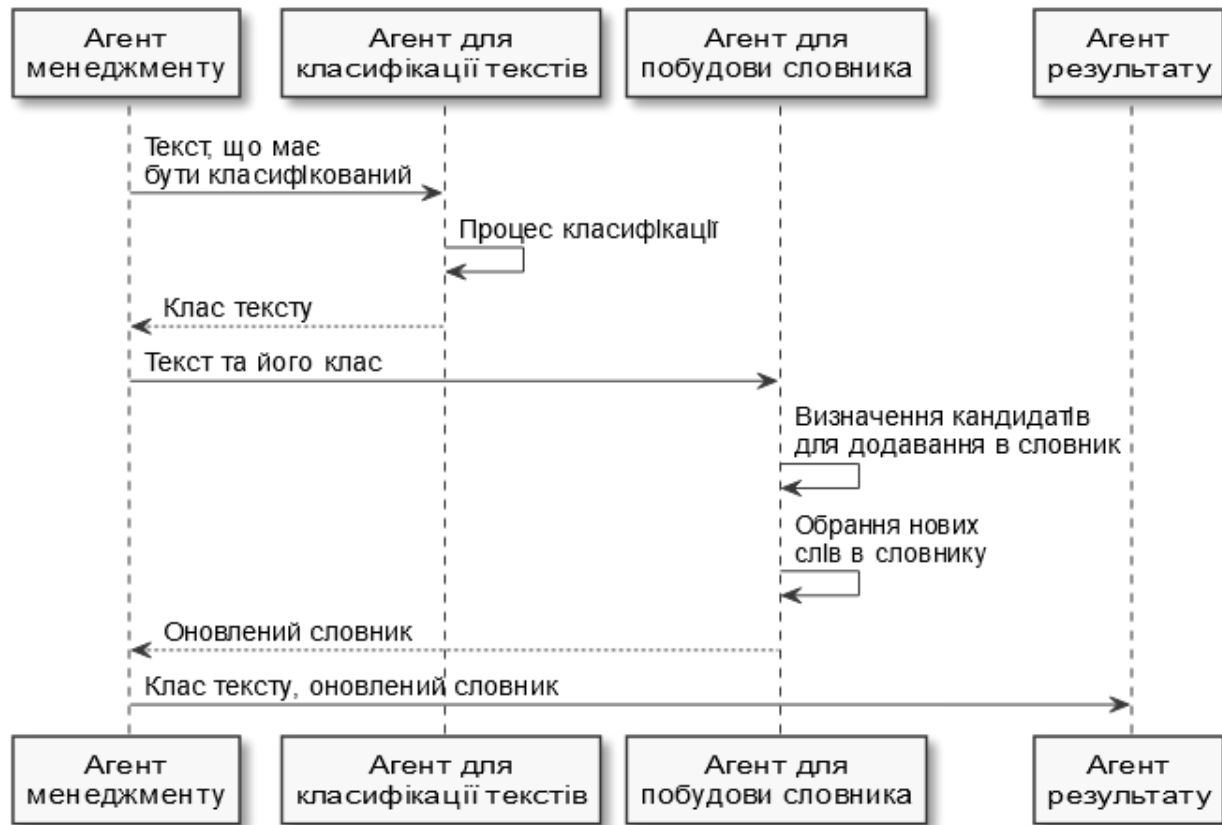 Агент
менеджменту
Агент для
класифікації текстів
Агент для
побудови словника
Агент
результату
Текст, що має
бути класифікований
Процес класифікації
Клас тексту
Текст та його клас
Визначення кандидатів
для додавання в словник
Обрання нових
слів в словнику
Оновлений словник
Клас тексту, оновлений словник
Агент
менеджменту
Агент для
класифікації текстів
Агент для
побудови словника
Агент
результату